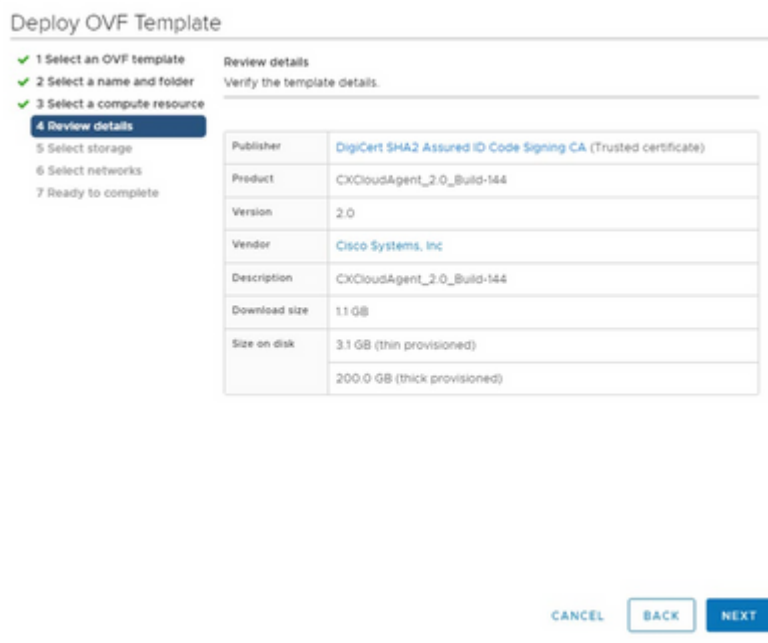 Deploy OVF Template
1 Select an OVF template
2 Select a name and folder
3 Select a compute resource
4 Review details
5 Select storage
6 Select networks
7 Ready to complete
Review details
Verify the template details.
Publisher DigiCert SHA2 Assured ID Code Signing CA (Trusted certificate)
Product CXCloudAgent_2.0_Build-144
Version 2.0
Vendor Cisco Systems, Inc
Description CXCloudAgent_2.0_Build-144
Download size 1.1 GB
Size on disk 3.1 GB (thin provisioned)
200.0 GB (thick provisioned)
CANCEL BACK NEXT